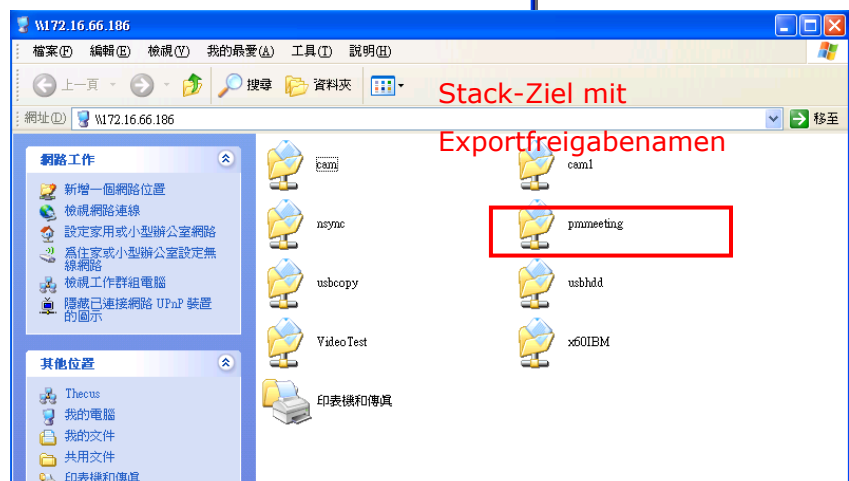 \\172.16.66.186
檔案(F) 編輯(E) 檢視(V) 我的最愛(A) 工具(T) 說明(H)
上一頁 搜尋 資料夾
Stack-Ziel mit
Exportfreigabenamen
網址(D) \\172.16.66.186 移至
網路工作
新增一個網路位置
檢視網路連線
設定家用或小型辦公室網路
為住家或小型辦公室設定無
線網路
檢視工作群組電腦
隱藏已連接網路 UPnP 裝置
的圖示
其他位置
Thecus
我的電腦
我的文件
共用文件
印表機和傳真
cam
cam1
nsync
pmmeeting
usbcopy
usbhdd
VideoTest
x60IBM
印表機和傳真